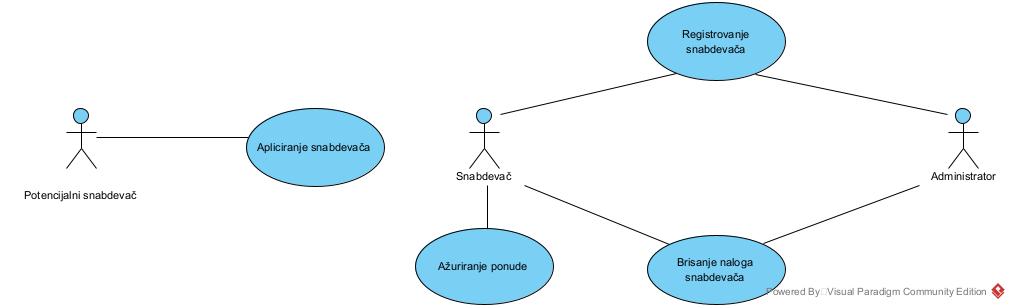 Registrovanje
snabdevača
Apliciranje snabdevača
Potencijalni snabdevač
Snabdevač
Administrator
Ažuriranje ponude
Brisanje naloga
snabdevača
Powered By Visual Paradigm Community Edition